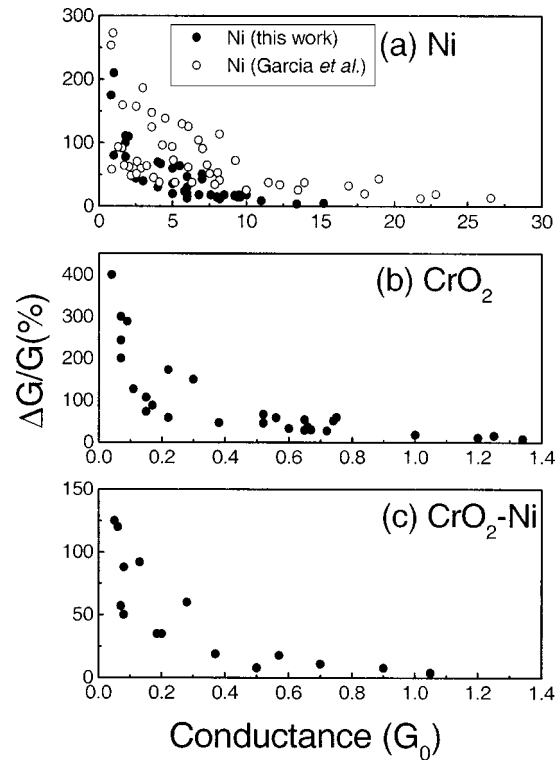 300
200
100
0
Ni (this work)
Ni (Garcia et al.)
(a) Ni
0 5 10 15 20 25 30
400
300
200
100
0
(b) CrO₂
0.0 0.2 0.4 0.6 0.8 1.0 1.2 1.4
ΔG/G(%)
150
100
50
0
(c) CrO₂-Ni
0.0 0.2 0.4 0.6 0.8 1.0 1.2 1.4
Conductance (G₀)